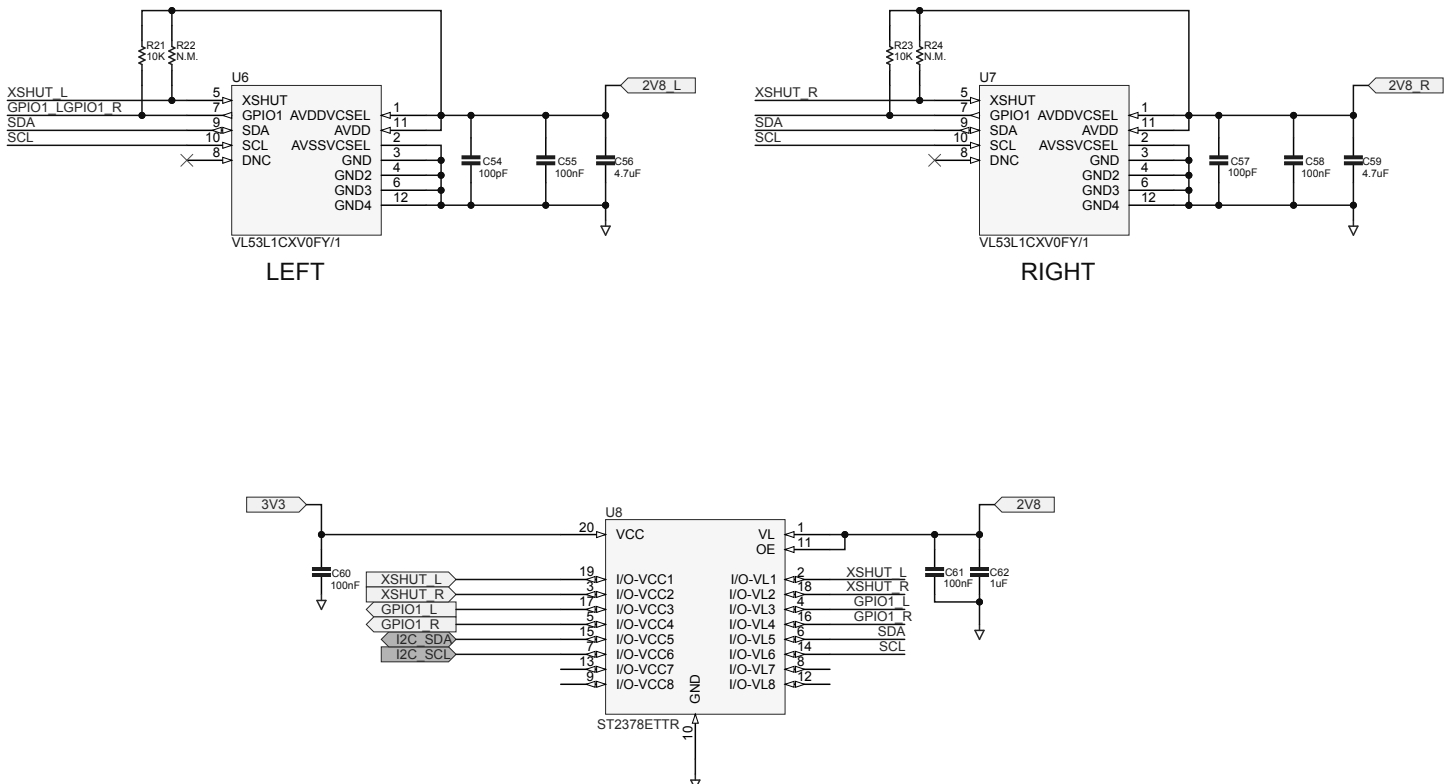 R21
10K
R22
N.M.
U6
XSHUT_L
GPIO1_LGPIO1_R
SDA
SCL
5
7
9
10
8
XSHUT
GPIO1
SDA
SCL
DNC
AVDDVCSEL
AVDD
AVSSVCSEL
GND
GND2
GND3
GND4
1
11
2
3
4
6
12
VL53L1CXV0FY/1
LEFT
C54
100pF
C55
100nF
C56
4.7uF
2V8_L
R23
10K
R24
N.M.
U7
XSHUT_R
SDA
SCL
5
7
9
10
8
XSHUT
GPIO1
SDA
SCL
DNC
AVDDVCSEL
AVDD
AVSSVCSEL
GND
GND2
GND3
GND4
1
11
2
3
4
6
12
VL53L1CXV0FY/1
RIGHT
C57
100pF
C58
100nF
C59
4.7uF
2V8_R
3V3
C60
100nF
U8
20
VCC
19
I/O-VCC1
3
I/O-VCC2
17
I/O-VCC3
5
I/O-VCC4
15
I/O-VCC5
7
I/O-VCC6
13
I/O-VCC7
9
I/O-VCC8
XSHUT_L
XSHUT_R
GPIO1_L
GPIO1_R
I2C_SDA
I2C_SCL
VL
1
OE
11
I/O-VL1
2
XSHUT_L
I/O-VL2
18
XSHUT_R
I/O-VL3
4
GPIO1_L
I/O-VL4
16
GPIO1_R
I/O-VL5
6
SDA
I/O-VL6
14
SCL
I/O-VL7
8
I/O-VL8
12
GND
10
ST2378ETTR
C61
100nF
C62
1uF
2V8